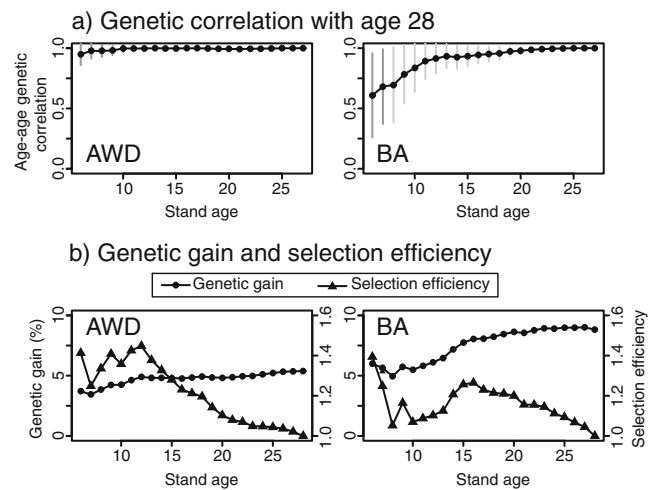 a) Genetic correlation with age 28
Age-age genetic
correlation
0.0 0.5 1.0
AWD
10 15 20 25
Stand age
0.0 0.5 1.0
BA
10 15 20 25
Stand age
b) Genetic gain and selection efficiency
Genetic gain Selection efficiency
Genetic gain (%)
0 5 10
AWD
1.0 1.2 1.4 1.6
10 15 20 25
Stand age
0 5 10
BA
1.0 1.2 1.4 1.6
Selection efficiency
10 15 20 25
Stand age